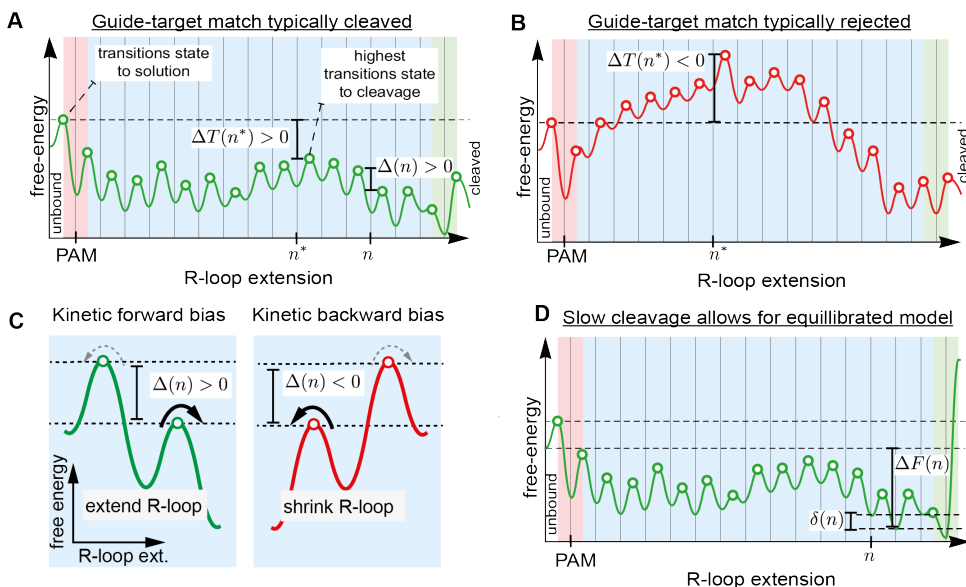 A
Guide-target match typically cleaved
transitions state
to solution
highest
transitions state
to cleavage
ΔT(n*) > 0
Δ(n) > 0
free-energy
unbound
cleaved
PAM
n*
n
R-loop extension
B
Guide-target match typically rejected
ΔT(n*) < 0
free-energy
unbound
cleaved
PAM
n*
R-loop extension
C
Kinetic forward bias
Kinetic backward bias
Δ(n) > 0
Δ(n) < 0
extend R-loop
shrink R-loop
free energy
R-loop ext.
D
Slow cleavage allows for equillibrated model
ΔF(n)
δ(n)
free-energy
unbound
PAM
n
R-loop extension